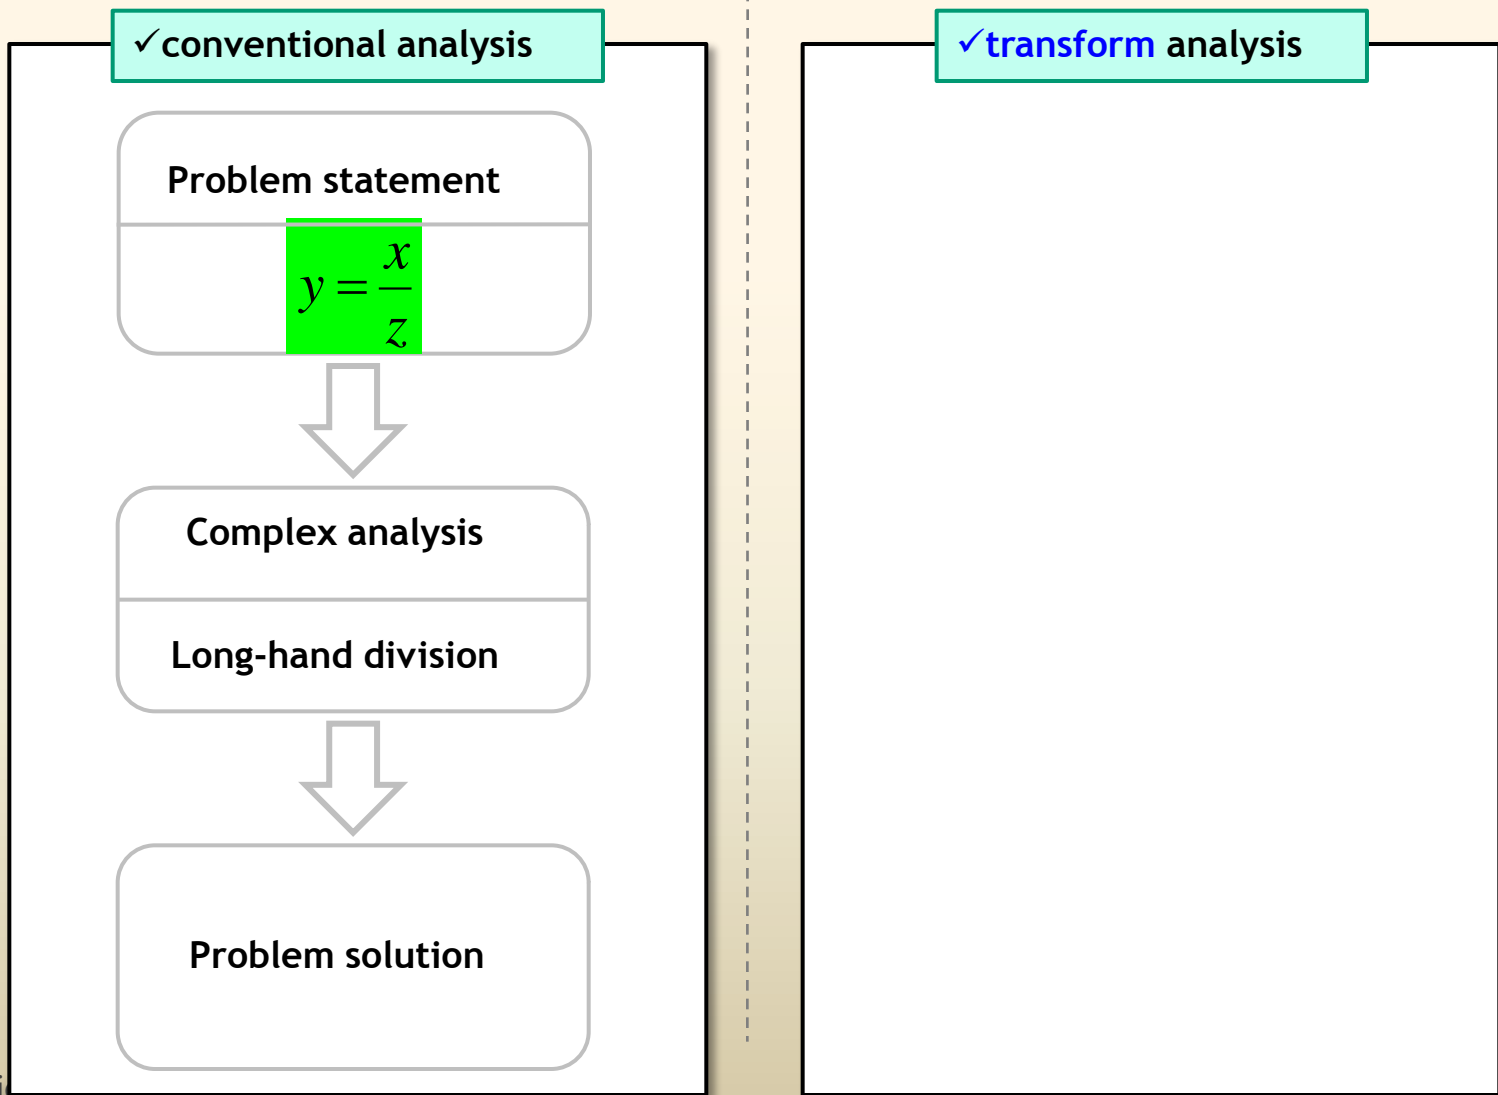 ✓conventional analysis
Problem statement
y = x/z
Complex analysis
Long-hand division
Problem solution
✓transform analysis